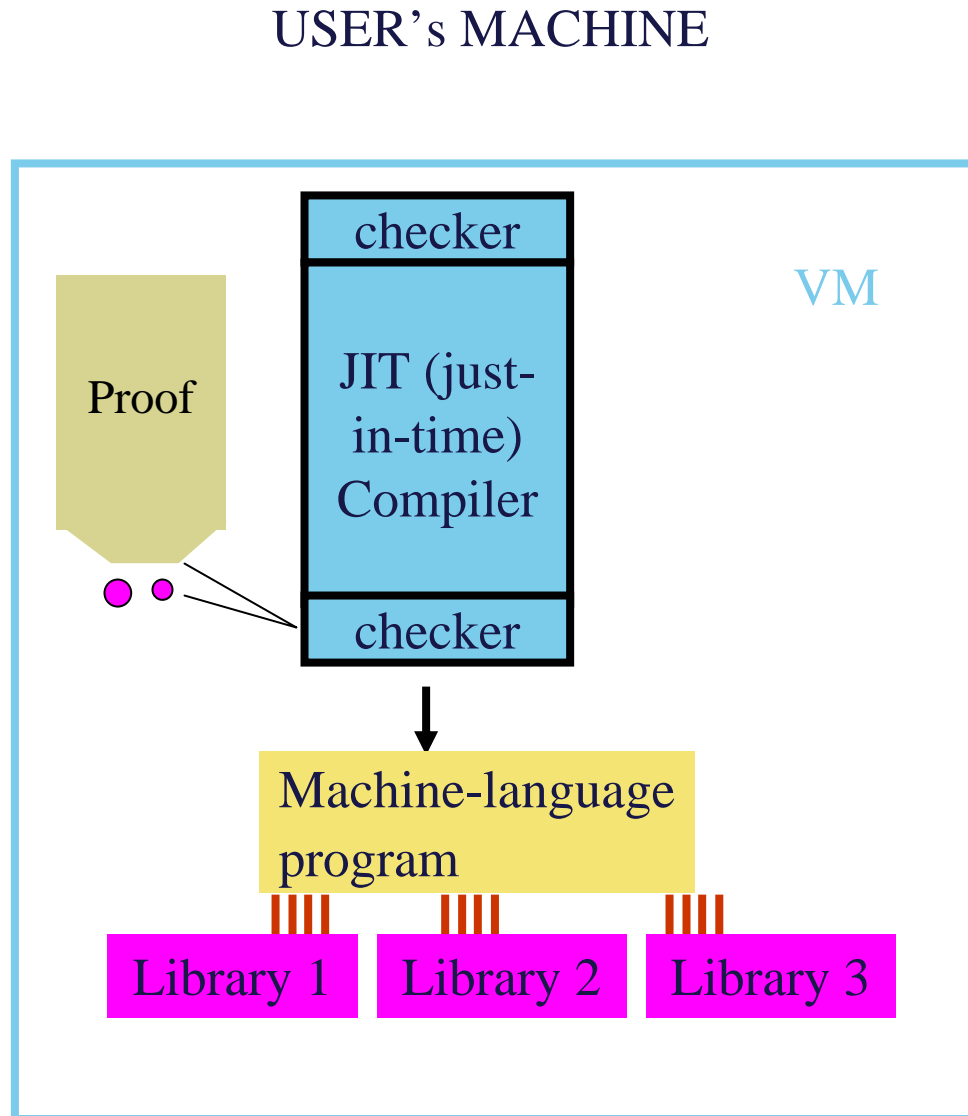 USER's MACHINE
checker
VM
Proof
JIT (just-
in-time)
Compiler
checker
Machine-language
program
Library 1
Library 2
Library 3